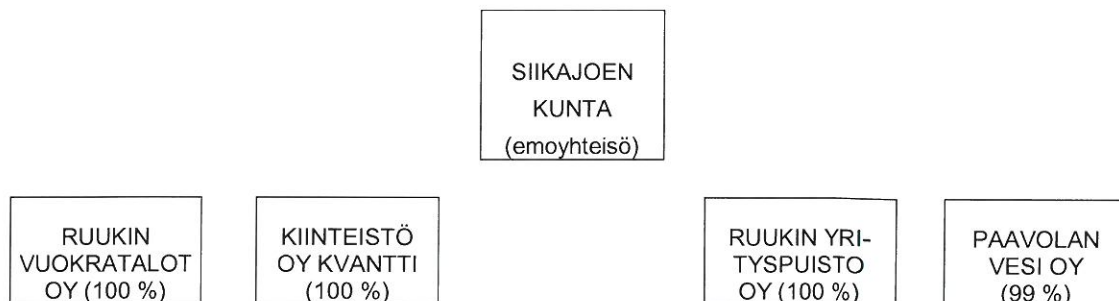 SIIKAJOEN
KUNTA
(emoyhteisö)
RUUKIN
VUOKRATALOT
OY (100 %)
KIINTEISTÖ
OY KVANTTI
(100 %)
RUUKIN YRI-
TYSPUISTO
OY (100 %)
PAAVOLAN
VESI OY
(99 %)